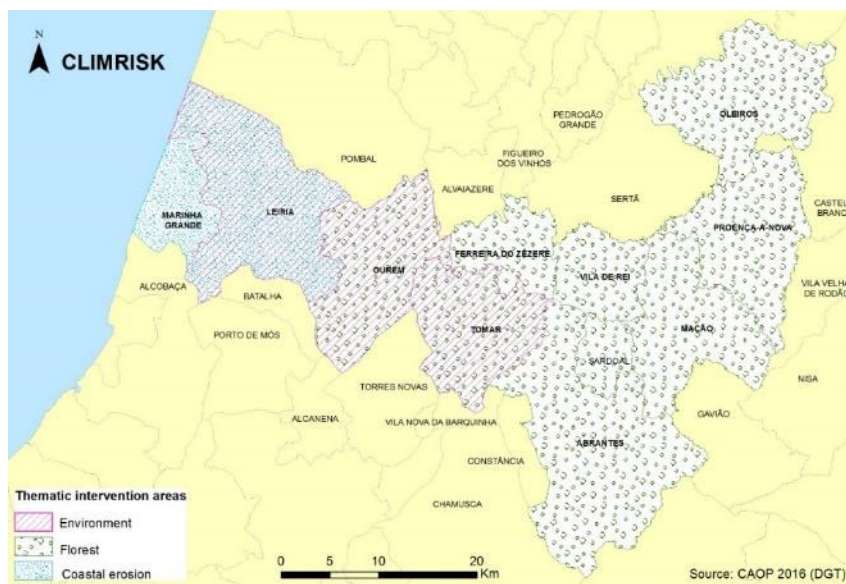 N
CLIMRISK
OLEIROS
PEDROGÃO
GRANDE
FIGUEIRO
DOS VINHOS
POMBAL
ALVAIAZERE
SERTÃ
CASTEL
BRANC
MARINHA
GRANDE
LEIRIA
PROENÇA-A-NOVA
FERREIRA DO ZÊZERE
OURÉM
VILA DE REI
ALCOBAÇA
BATALHA
VILA VELHA
DE RODÃO
PORTO DE MÓS
TOMAR
MAÇÃO
SARDOAL
NISA
TORRES NOVAS
ALCANENA
VILA NOVA DA BARQUINHA
GAVIÃO
ABRANTES
CONSTÂNCIA
CHAMUSCA
Thematic intervention areas
Environment
Florest
Coastal erosion
0 5 10 20
Km
Source: CAOP 2016 (DGT)